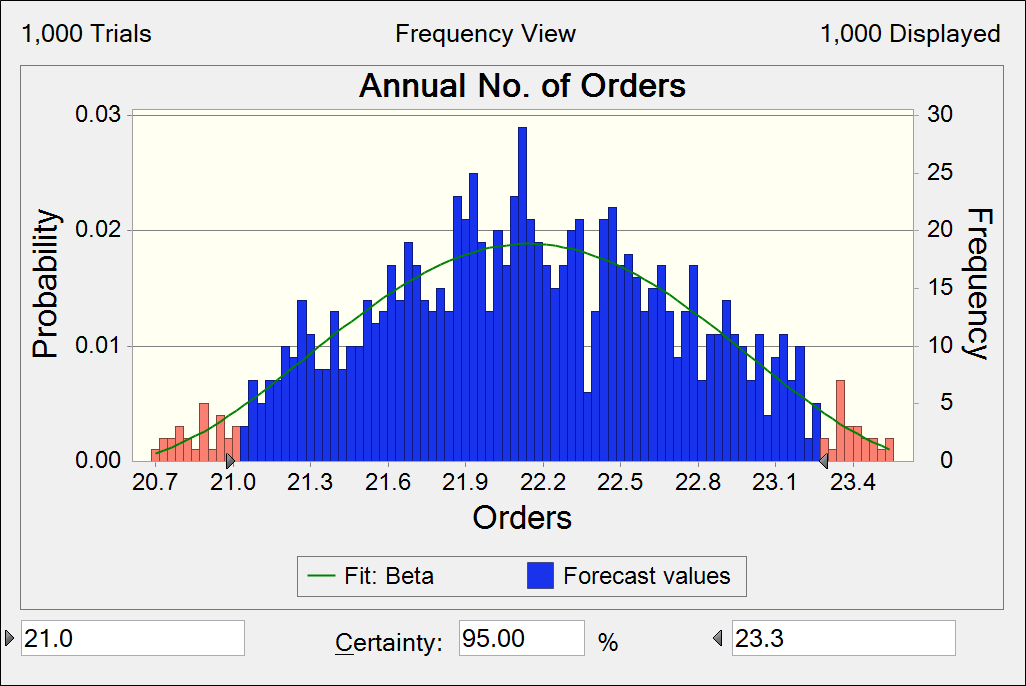 1,000 Trials Frequency View 1,000 Displayed
Annual No. of Orders
0.03 30
25
0.02 20
15
0.01 10
5
0.00 0
Probability
Frequency
20.7 21.0 21.3 21.6 21.9 22.2 22.5 22.8 23.1 23.4
Orders
Fit: Beta Forecast values
21.0 Certainty: 95.00 % 23.3